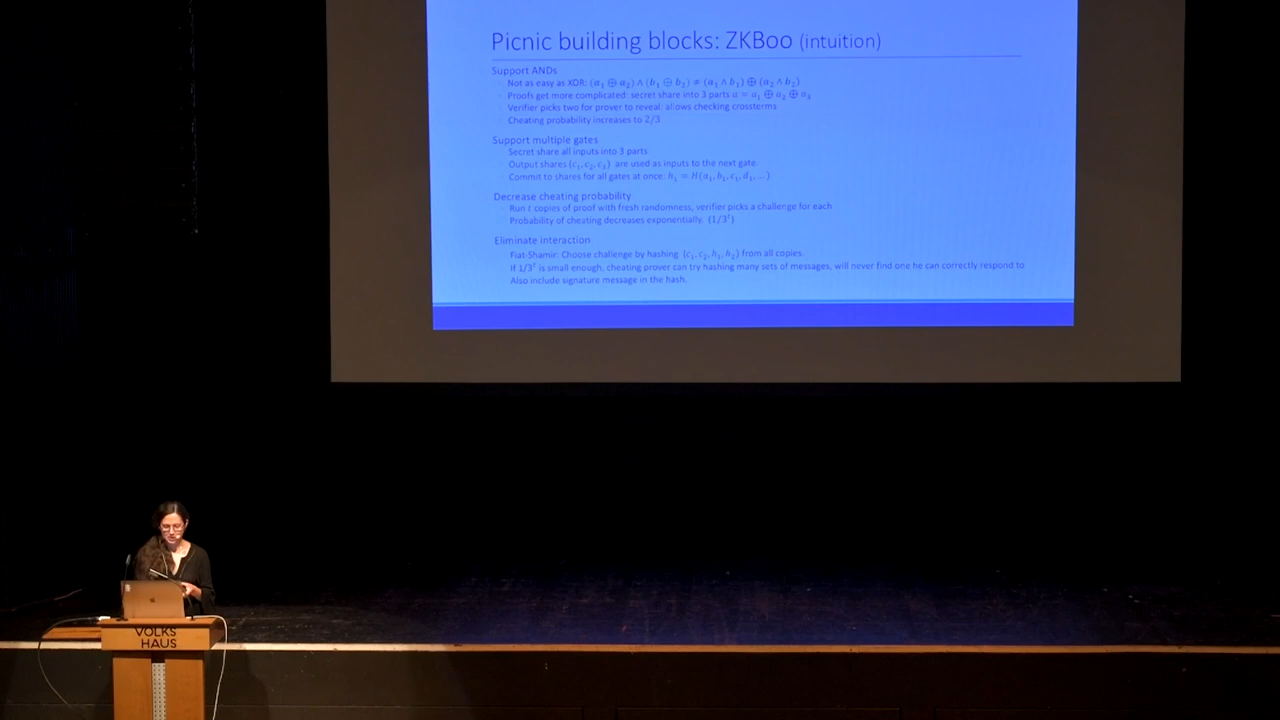 Picnic building blocks: ZKBoo (intuition)
Support ANDs
Not as easy as XOR: (a₁ ⊕ a₂) ∧ (b₁ ⊕ b₂) ≠ (a₁ ∧ b₁) ⊕ (a₂ ∧ b₂)
Proofs get more complicated: secret share into 3 parts a = a₁ ⊕ a₂ ⊕ a₃
Verifier picks two for prover to reveal: allows checking crossterms
Cheating probability increases to 2/3
Support multiple gates
Secret share all inputs into 3 parts
Output shares (c₁, c₂, c₃) are used as inputs to the next gate.
Commit to shares for all gates at once: h₁ = H(a₁, b₁, c₁, d₁, ...)
Decrease cheating probability
Run t copies of proof with fresh randomness, verifier picks a challenge for each
Probability of cheating decreases exponentially. (1/3ᵗ)
Eliminate interaction
Fiat-Shamir: Choose challenge by hashing (c₁, c₂, h₁, h₂) from all copies
If 1/3ᵗ is small enough, cheating prover can try hashing many sets of messages, will never find one he can correctly respond to
Also include signature message in the hash.
VOLKS
HAUS